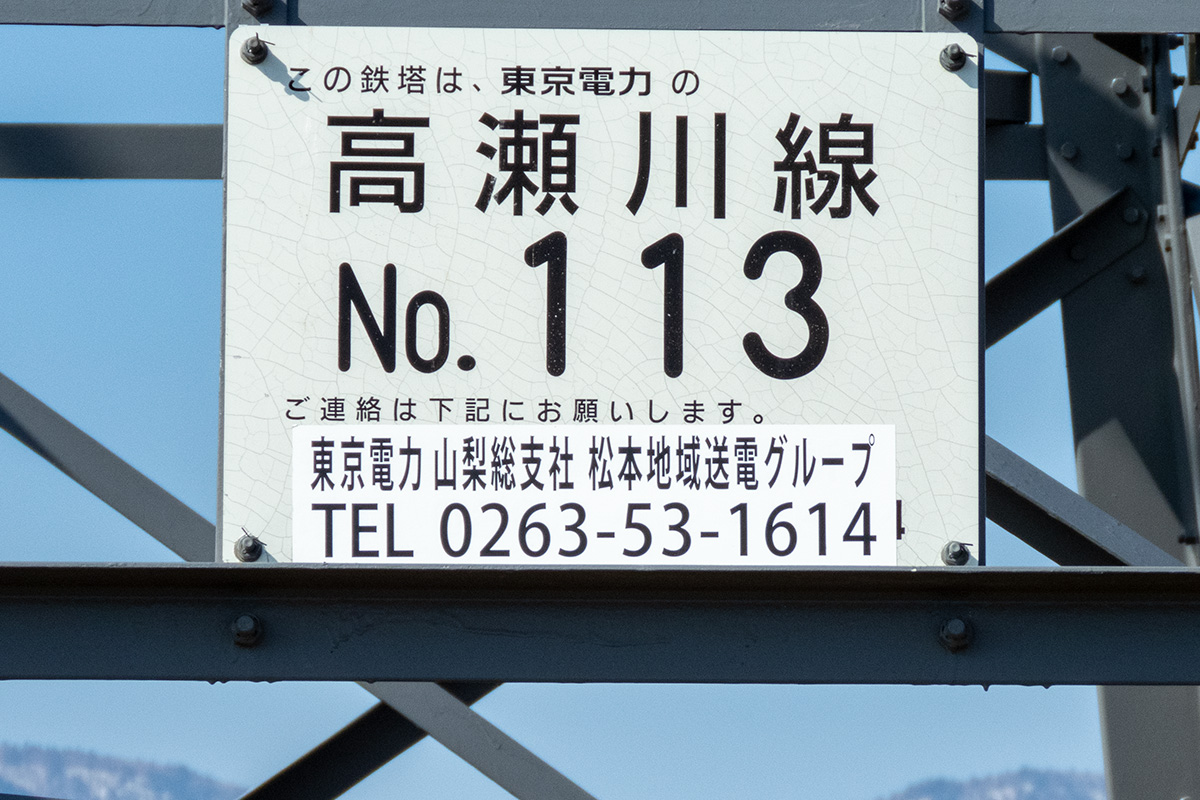 この鉄塔は、東京電力の
高瀬川線
No. 113
ご連絡は下記にお願いします。
東京電力 山梨総支社 松本地域送電グループ
TEL 0263-53-1614